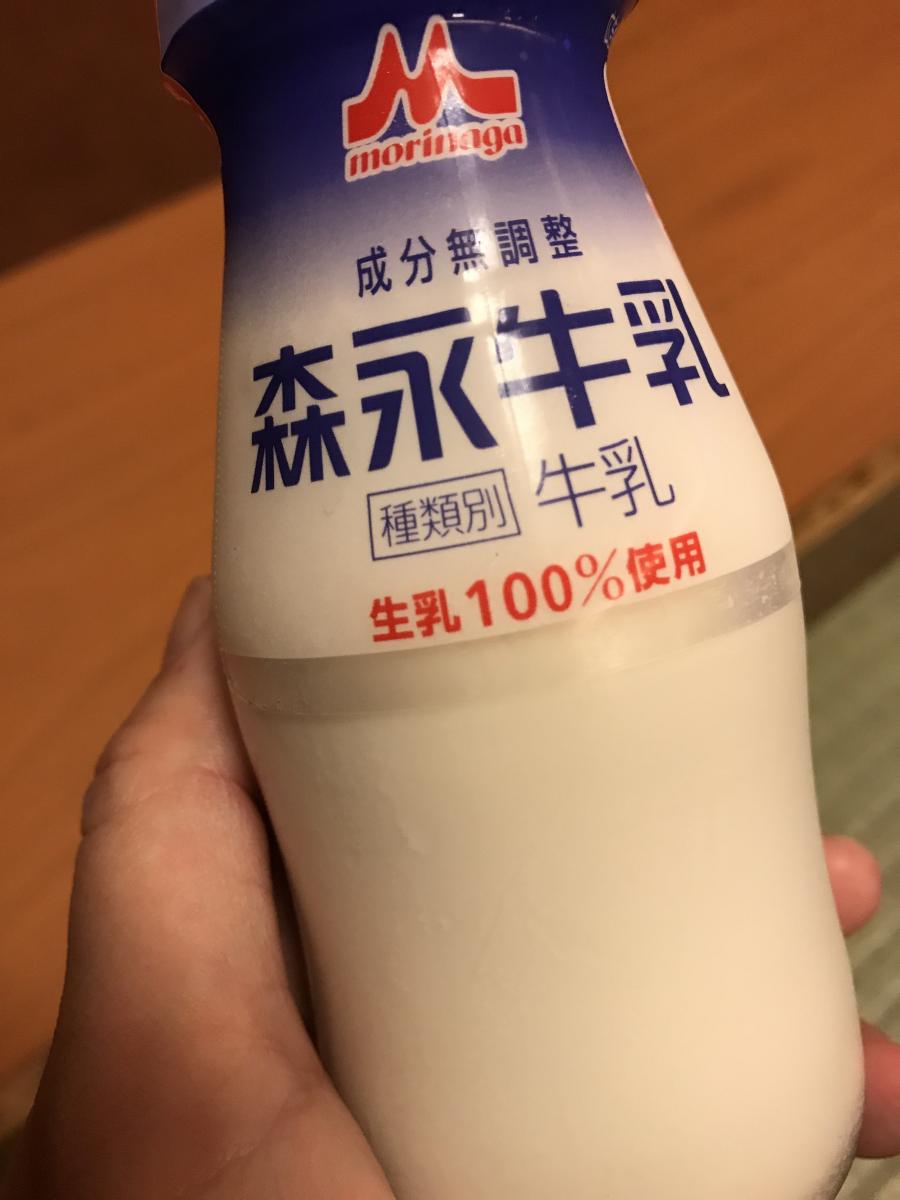 morinaga
成分無調整
森永牛乳
種類別 牛乳
生乳100%使用